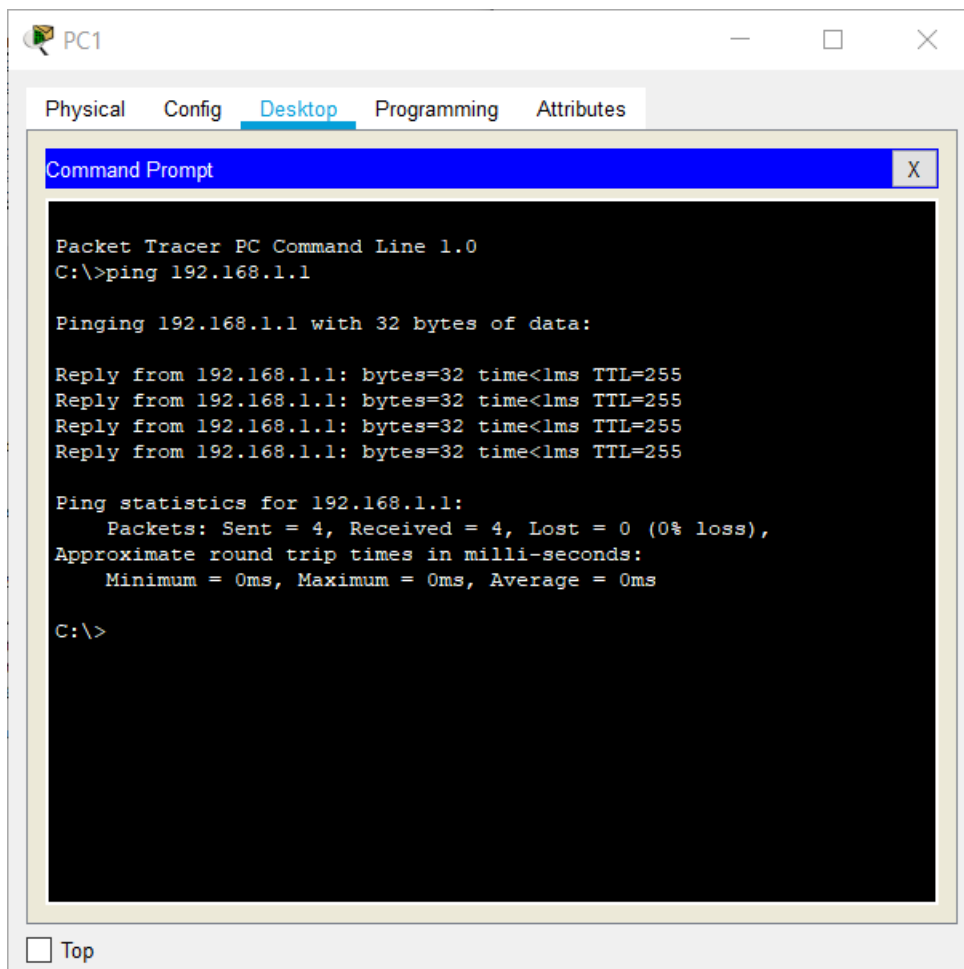 PC1
Physical Config Desktop Programming Attributes
Command Prompt X
Packet Tracer PC Command Line 1.0
C:\>ping 192.168.1.1
Pinging 192.168.1.1 with 32 bytes of data:
Reply from 192.168.1.1: bytes=32 time<1ms TTL=255
Reply from 192.168.1.1: bytes=32 time<1ms TTL=255
Reply from 192.168.1.1: bytes=32 time<1ms TTL=255
Reply from 192.168.1.1: bytes=32 time<1ms TTL=255
Ping statistics for 192.168.1.1:
Packets: Sent = 4, Received = 4, Lost = 0 (0% loss),
Approximate round trip times in milli-seconds:
Minimum = 0ms, Maximum = 0ms, Average = 0ms
C:\>
Top